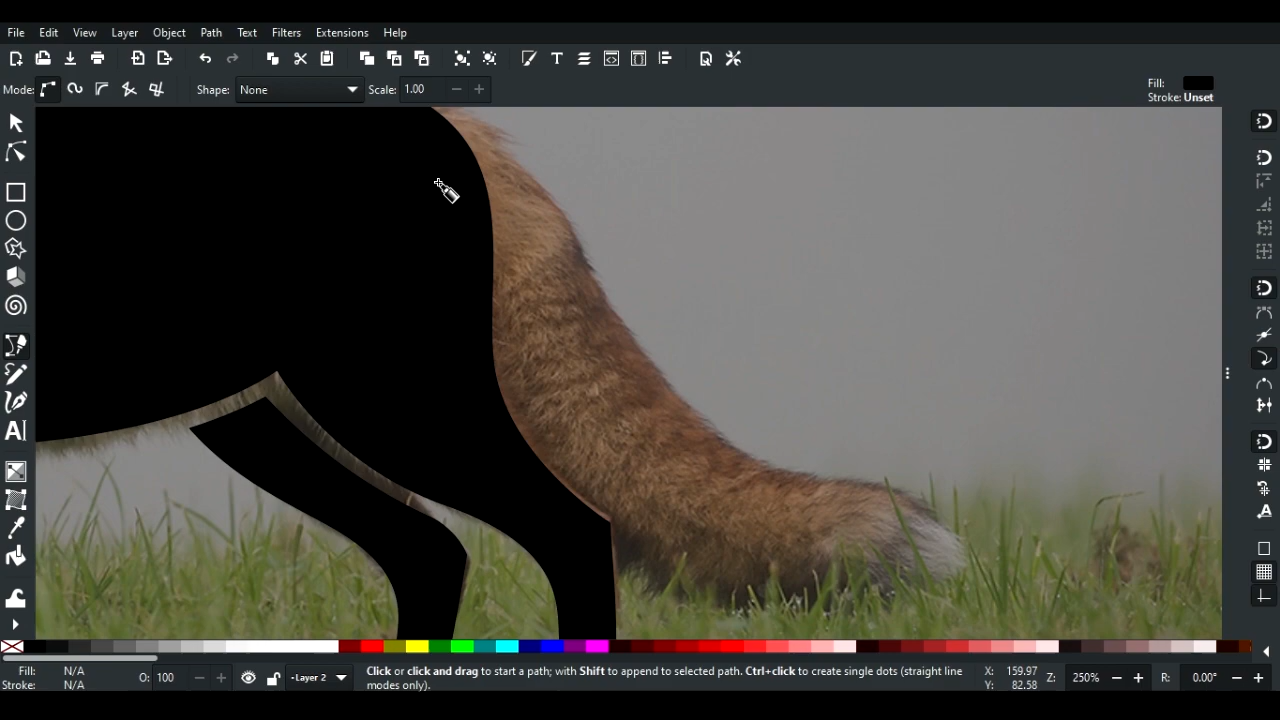 File Edit View Layer Object Path Text Filters Extensions Help
Mode: Shape: None Scale: 1.00 Fill:
Stroke: Unset
Fill: N/A
Stroke: N/A
O: 100
Layer 2
Click or click and drag to start a path; with Shift to append to selected path. Ctrl+click to create single dots (straight line
modes only).
X: 159.97
Y: 82.58
Z: 250%
R: 0.00°